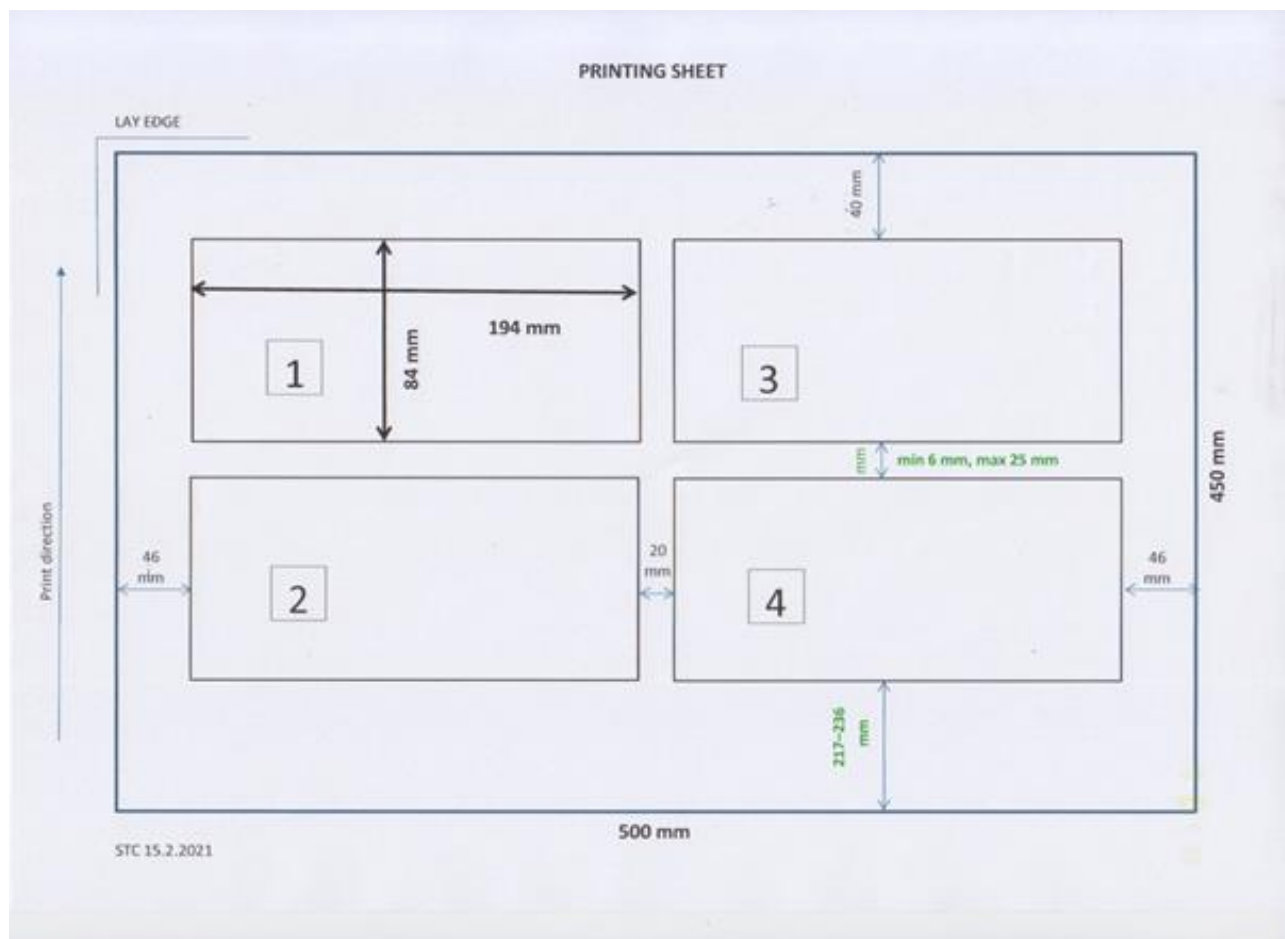 PRINTING SHEET
LAY EDGE
40 mm
194 mm
84 mm
1
3
mm
min 6 mm, max 25 mm
450 mm
Print direction
46
mm
20
mm
46
mm
2
4
217–236
mm
500 mm
STC 15.2.2021